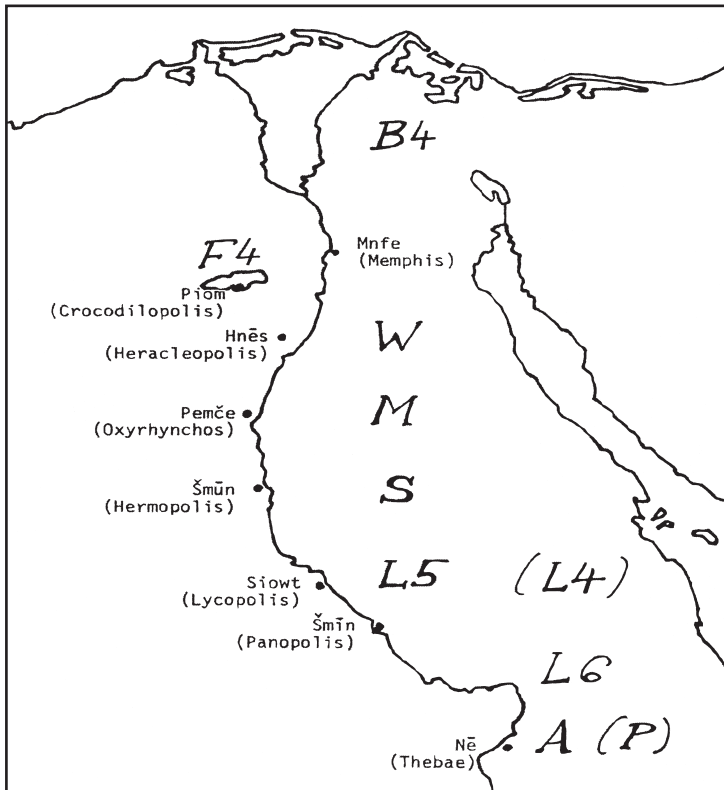 B4
Mnfe
(Memphis)
F4
Piom
(Crocodilopolis)
Hnēs
(Heracleopolis)
W
Pemče
(Oxyrhynchos)
M
Šmūn
(Hermopolis)
S
Siowt
(Lycopolis)
L5 (L4)
Šmīn
(Panopolis)
L6
Nē
(Thebae)
A (P)